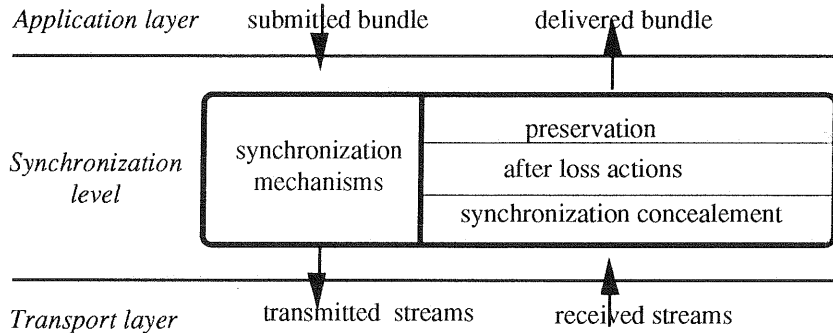 Application layer submitted bundle delivered bundle
synchronization mechanisms
preservation
after loss actions
synchronization concealement
Synchronization
level
Transport layer transmitted streams received streams